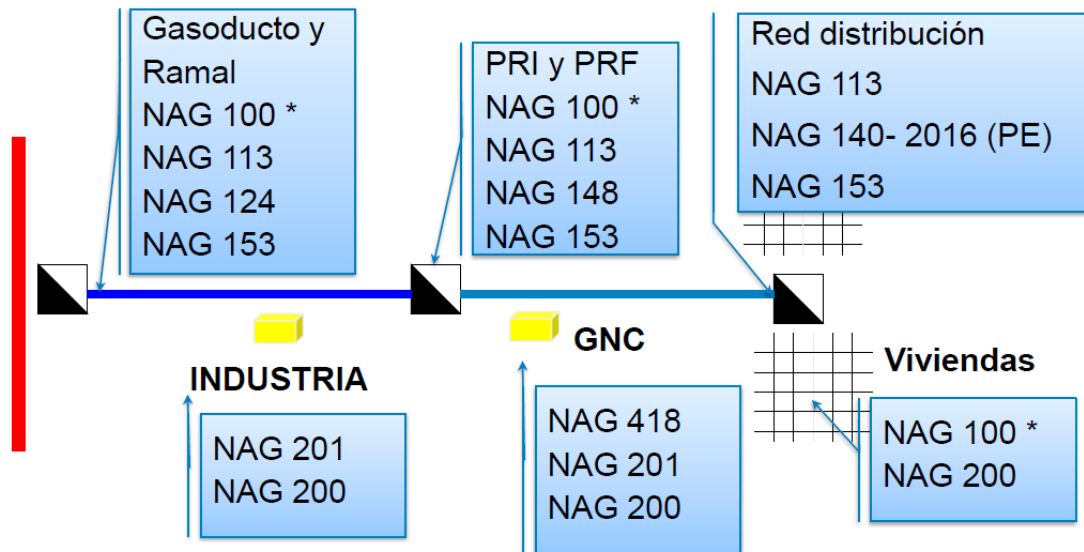 Gasoducto y
Ramal
NAG 100 *
NAG 113
NAG 124
NAG 153
PRI y PRF
NAG 100 *
NAG 113
NAG 148
NAG 153
Red distribución
NAG 113
NAG 140- 2016 (PE)
NAG 153
INDUSTRIA
NAG 201
NAG 200
GNC
NAG 418
NAG 201
NAG 200
Viviendas
NAG 100 *
NAG 200